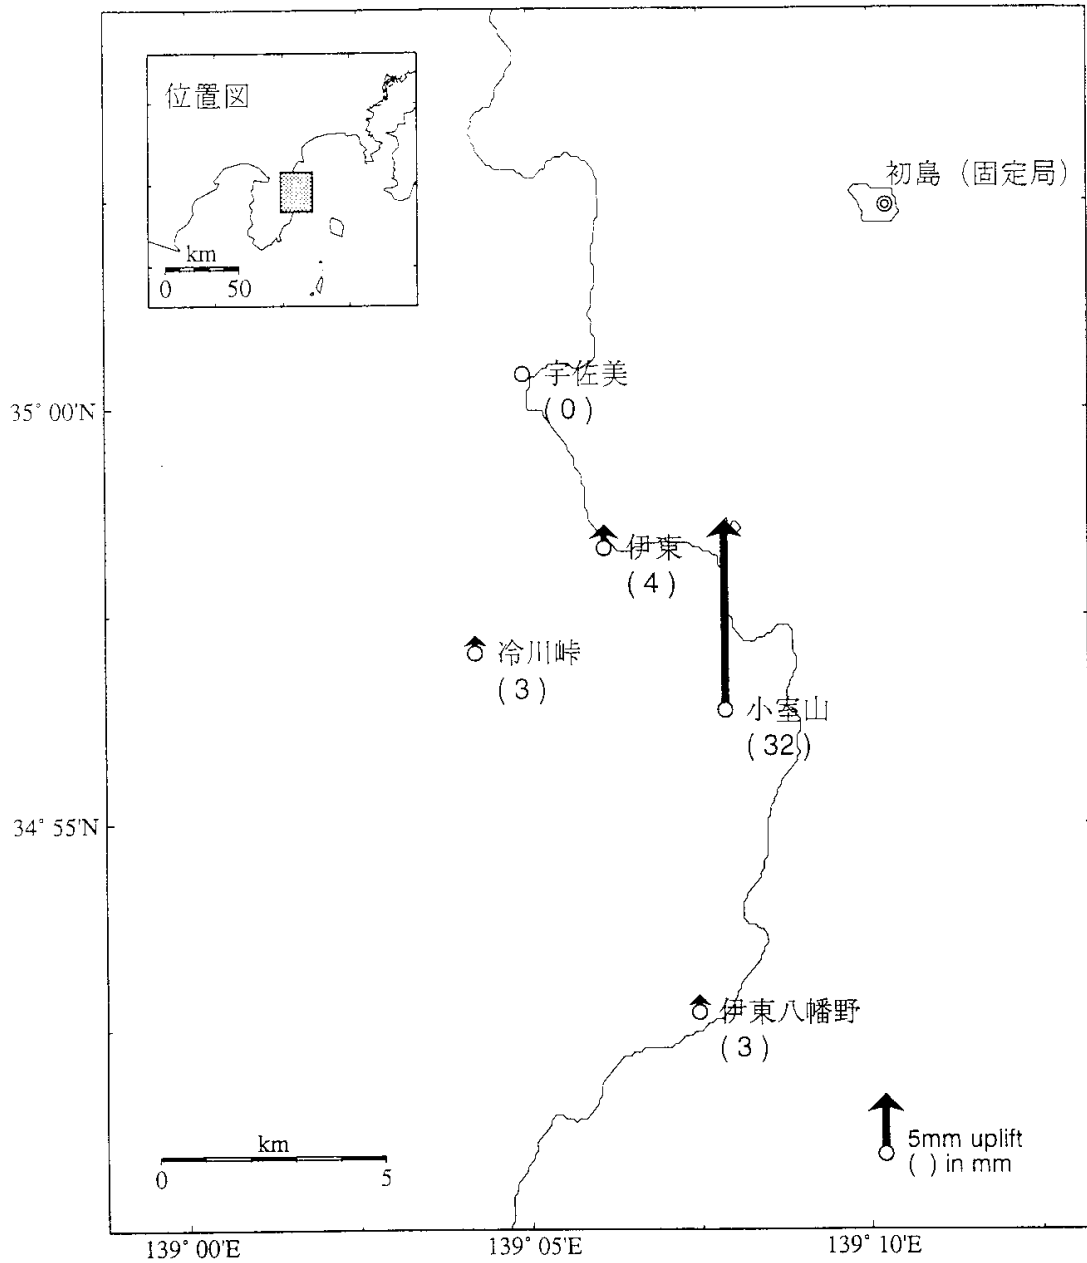 位置図
km
0 50
初島 (固定局)
宇佐美
( 0 )
35° 00'N
伊東
( 4 )
冷川峠
( 3 )
小室山
( 32 )
34° 55'N
伊東八幡野
( 3 )
km
0 5
5mm uplift
( ) in mm
139° 00'E 139° 05'E 139° 10'E